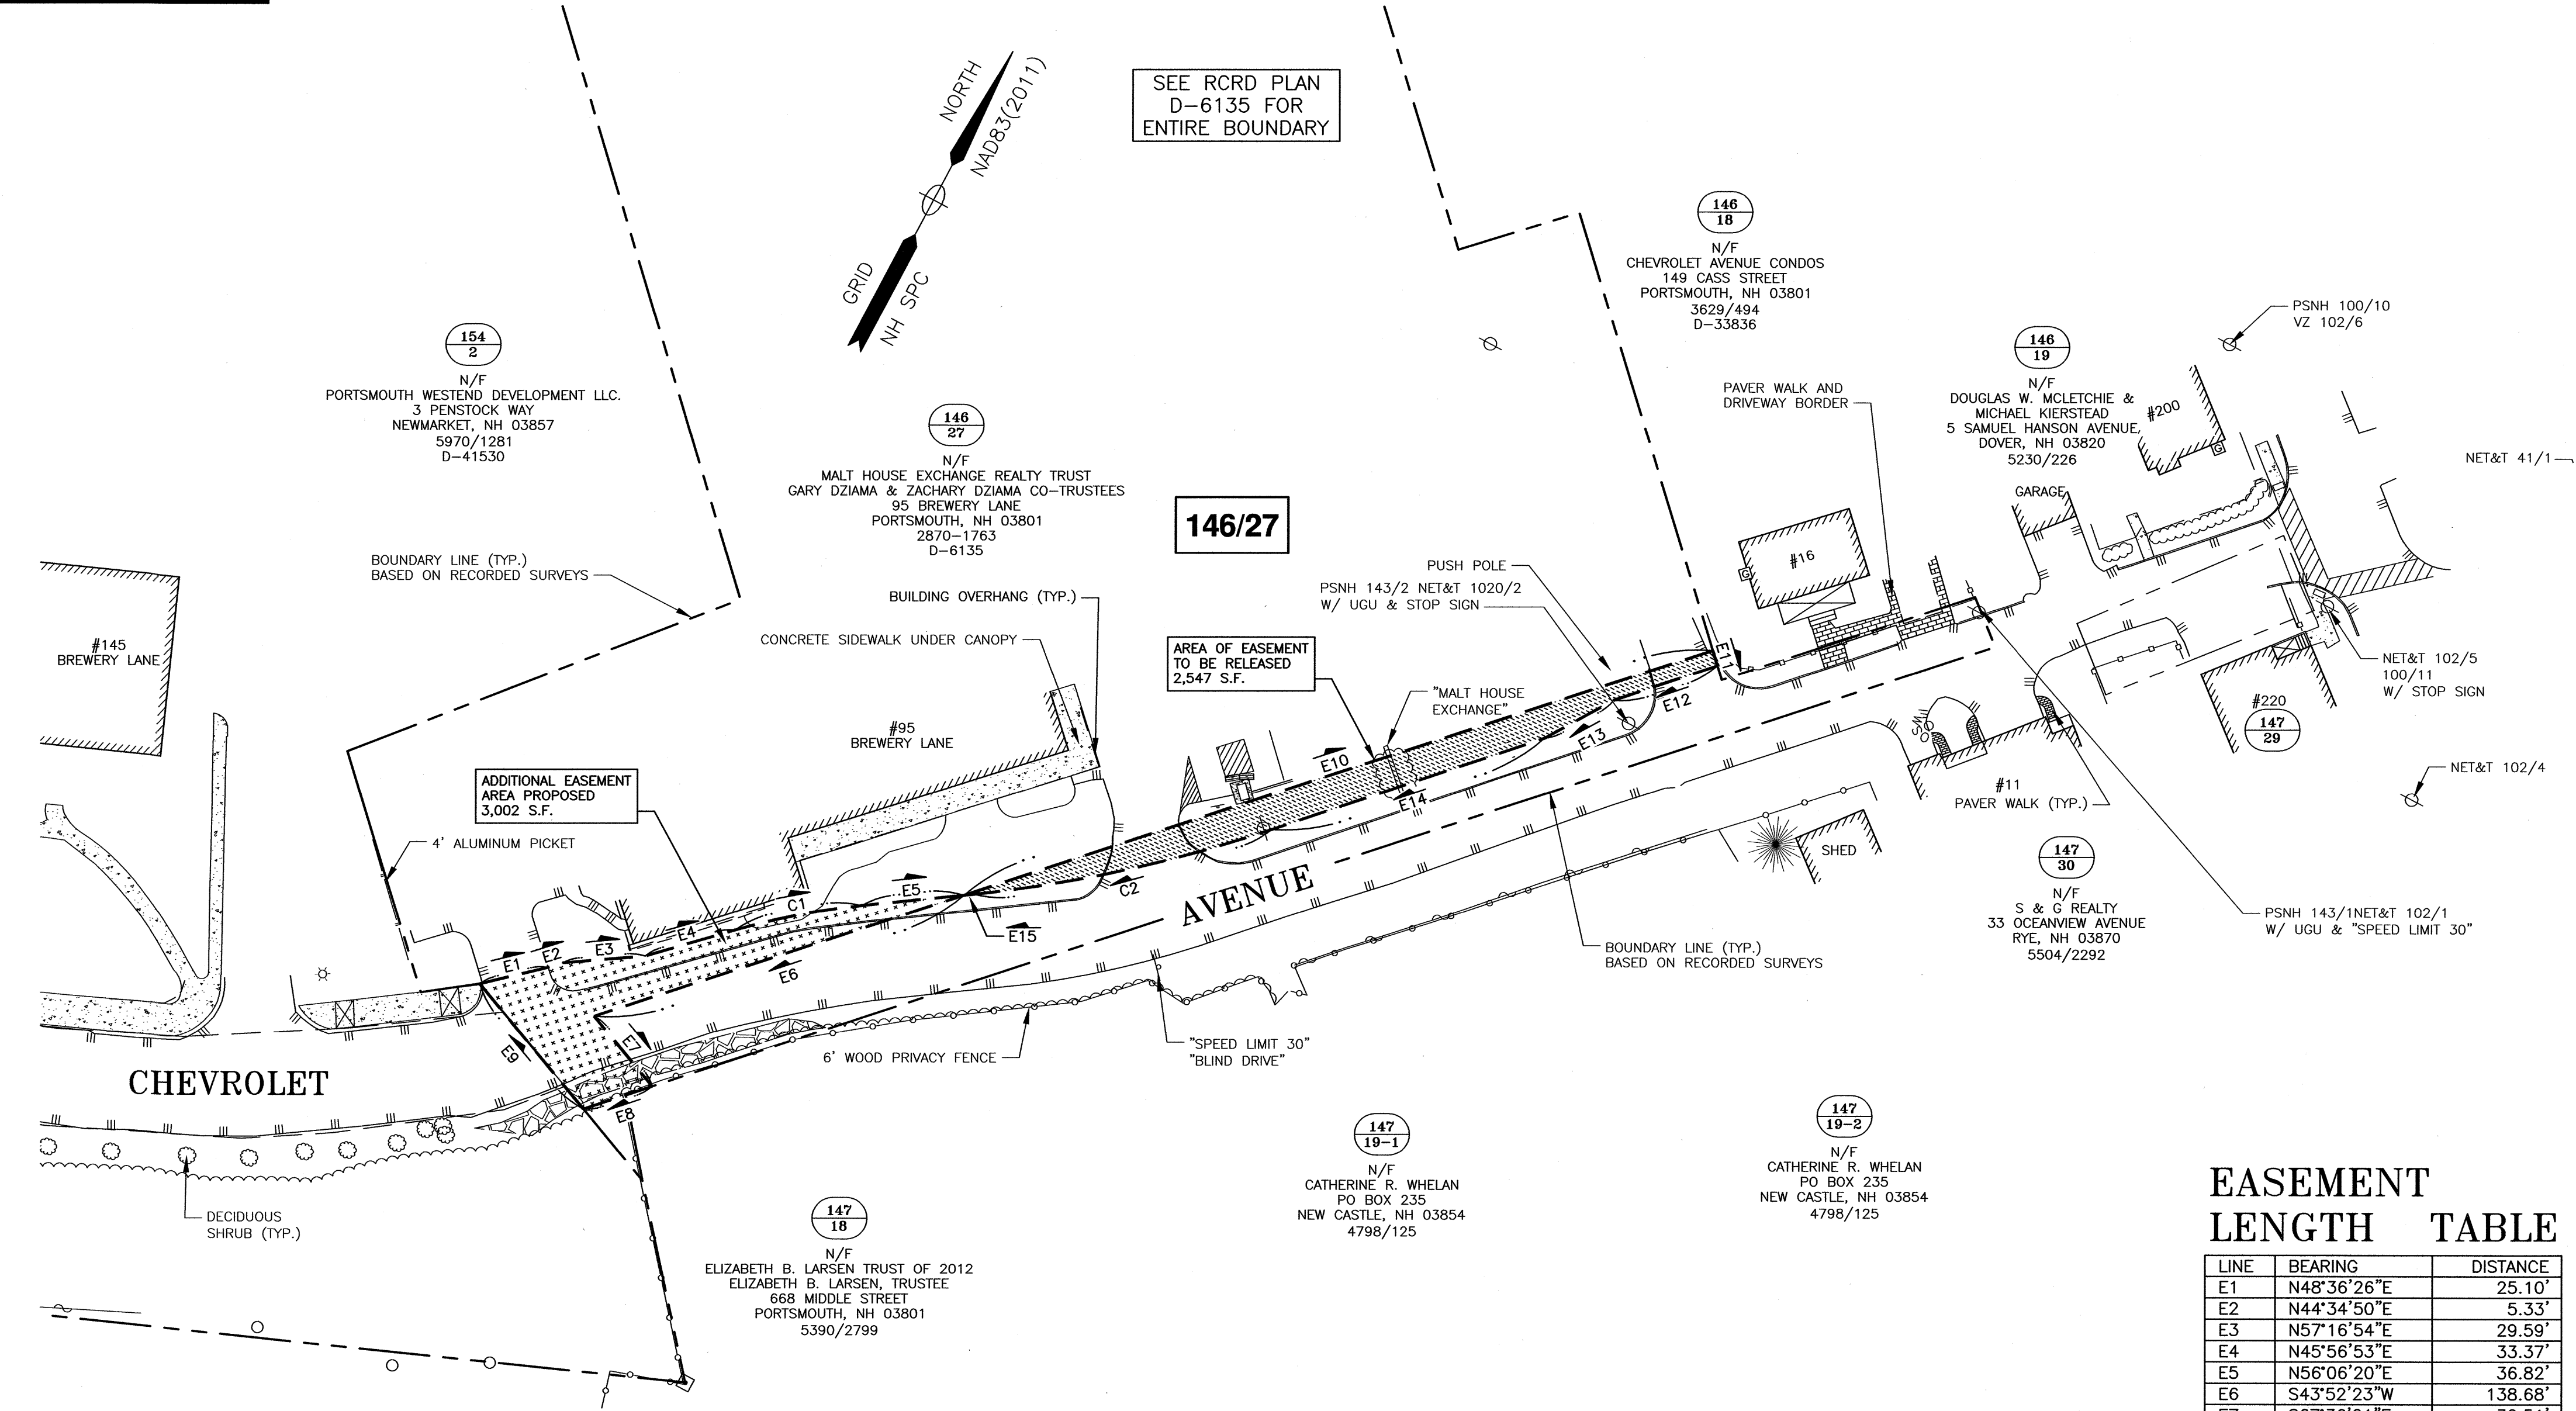 NORTH
NAD83(2011)
GRID
NH SPC
SEE RCRD PLAN
D-6135 FOR
ENTIRE BOUNDARY
146
18
N/F
CHEVROLET AVENUE CONDOS
149 CASS STREET
PORTSMOUTH, NH 03801
3629/494
D-33836
PSNH 100/10
VZ 102/6
154
2
N/F
PORTSMOUTH WESTEND DEVELOPMENT LLC.
3 PENSTOCK WAY
NEWMARKET, NH 03857
5970/1281
D-41530
146
27
N/F
MALT HOUSE EXCHANGE REALTY TRUST
GARY DZIAMA & ZACHARY DZIAMA CO-TRUSTEES
95 BREWERY LANE
PORTSMOUTH, NH 03801
2870-1763
D-6135
146/27
PAVER WALK AND
DRIVEWAY BORDER
146
19
N/F
DOUGLAS W. MCLETCHIE &
MICHAEL KIERSTEAD
5 SAMUEL HANSON AVENUE,
DOVER, NH 03820
5230/226
#200
G
NET&T 41/1
GARAGE
BOUNDARY LINE (TYP.)
BASED ON RECORDED SURVEYS
BUILDING OVERHANG (TYP.)
CONCRETE SIDEWALK UNDER CANOPY
PUSH POLE
PSNH 143/2 NET&T 1020/2
W/ UGU & STOP SIGN
G
#16
#145
BREWERY LANE
AREA OF EASEMENT
TO BE RELEASED
2,547 S.F.
"MALT HOUSE
EXCHANGE"
E11
E12
E13
E10
E14
NET&T 102/5
100/11
W/ STOP SIGN
#220
147
29
NET&T 102/4
#95
BREWERY LANE
ADDITIONAL EASEMENT
AREA PROPOSED
3,002 S.F.
4' ALUMINUM PICKET
#11
PAVER WALK (TYP.)
SHED
147
30
N/F
S & G REALTY
33 OCEANVIEW AVENUE
RYE, NH 03870
5504/2292
PSNH 143/1NET&T 102/1
W/ UGU & "SPEED LIMIT 30"
E1
E2
E3
E4
C1
E5
C2
E15
E6
E7
E8
E9
CHEVROLET
AVENUE
BOUNDARY LINE (TYP.)
BASED ON RECORDED SURVEYS
6' WOOD PRIVACY FENCE
"SPEED LIMIT 30"
"BLIND DRIVE"
DECIDUOUS
SHRUB (TYP.)
147
18
N/F
ELIZABETH B. LARSEN TRUST OF 2012
ELIZABETH B. LARSEN, TRUSTEE
668 MIDDLE STREET
PORTSMOUTH, NH 03801
5390/2799
147
19-1
N/F
CATHERINE R. WHELAN
PO BOX 235
NEW CASTLE, NH 03854
4798/125
147
19-2
N/F
CATHERINE R. WHELAN
PO BOX 235
NEW CASTLE, NH 03854
4798/125
EASEMENT
LENGTH TABLE
LINE BEARING DISTANCE
E1 N48°36'26"E 25.10'
E2 N44°34'50"E 5.33'
E3 N57°16'54"E 29.59'
E4 N45°56'53"E 33.37'
E5 N56°06'20"E 36.82'
E6 S43°52'23"W 138.68'